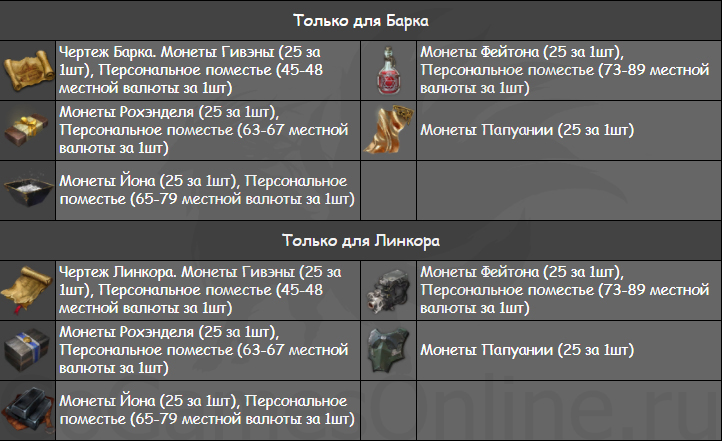 Только для Барка
Чертеж Барка. Монеты Гивэны (25 за
1шт), Персональное поместье (45-48
местной валюты за 1шт)
Монеты Фейтона (25 за 1шт),
Персональное поместье (73-89 местной
валюты за 1шт)
Монеты Рохэнделя (25 за 1шт),
Персональное поместье (63-67 местной
валюты за 1шт)
Монеты Папуании (25 за 1шт)
Монеты Йона (25 за 1шт), Персональное
поместье (65-79 местной валюты за 1шт)
Только для Линкора
Чертеж Линкора. Монеты Гивэны (25 за
1шт), Персональное поместье (45-48
местной валюты за 1шт)
Монеты Фейтона (25 за 1шт),
Персональное поместье (73-89 местной
валюты за 1шт)
Монеты Рохэнделя (25 за 1шт),
Персональное поместье (63-67 местной
валюты за 1шт)
Монеты Папуании (25 за 1шт)
Монеты Йона (25 за 1шт), Персональное
поместье (65-79 местной валюты за 1шт)